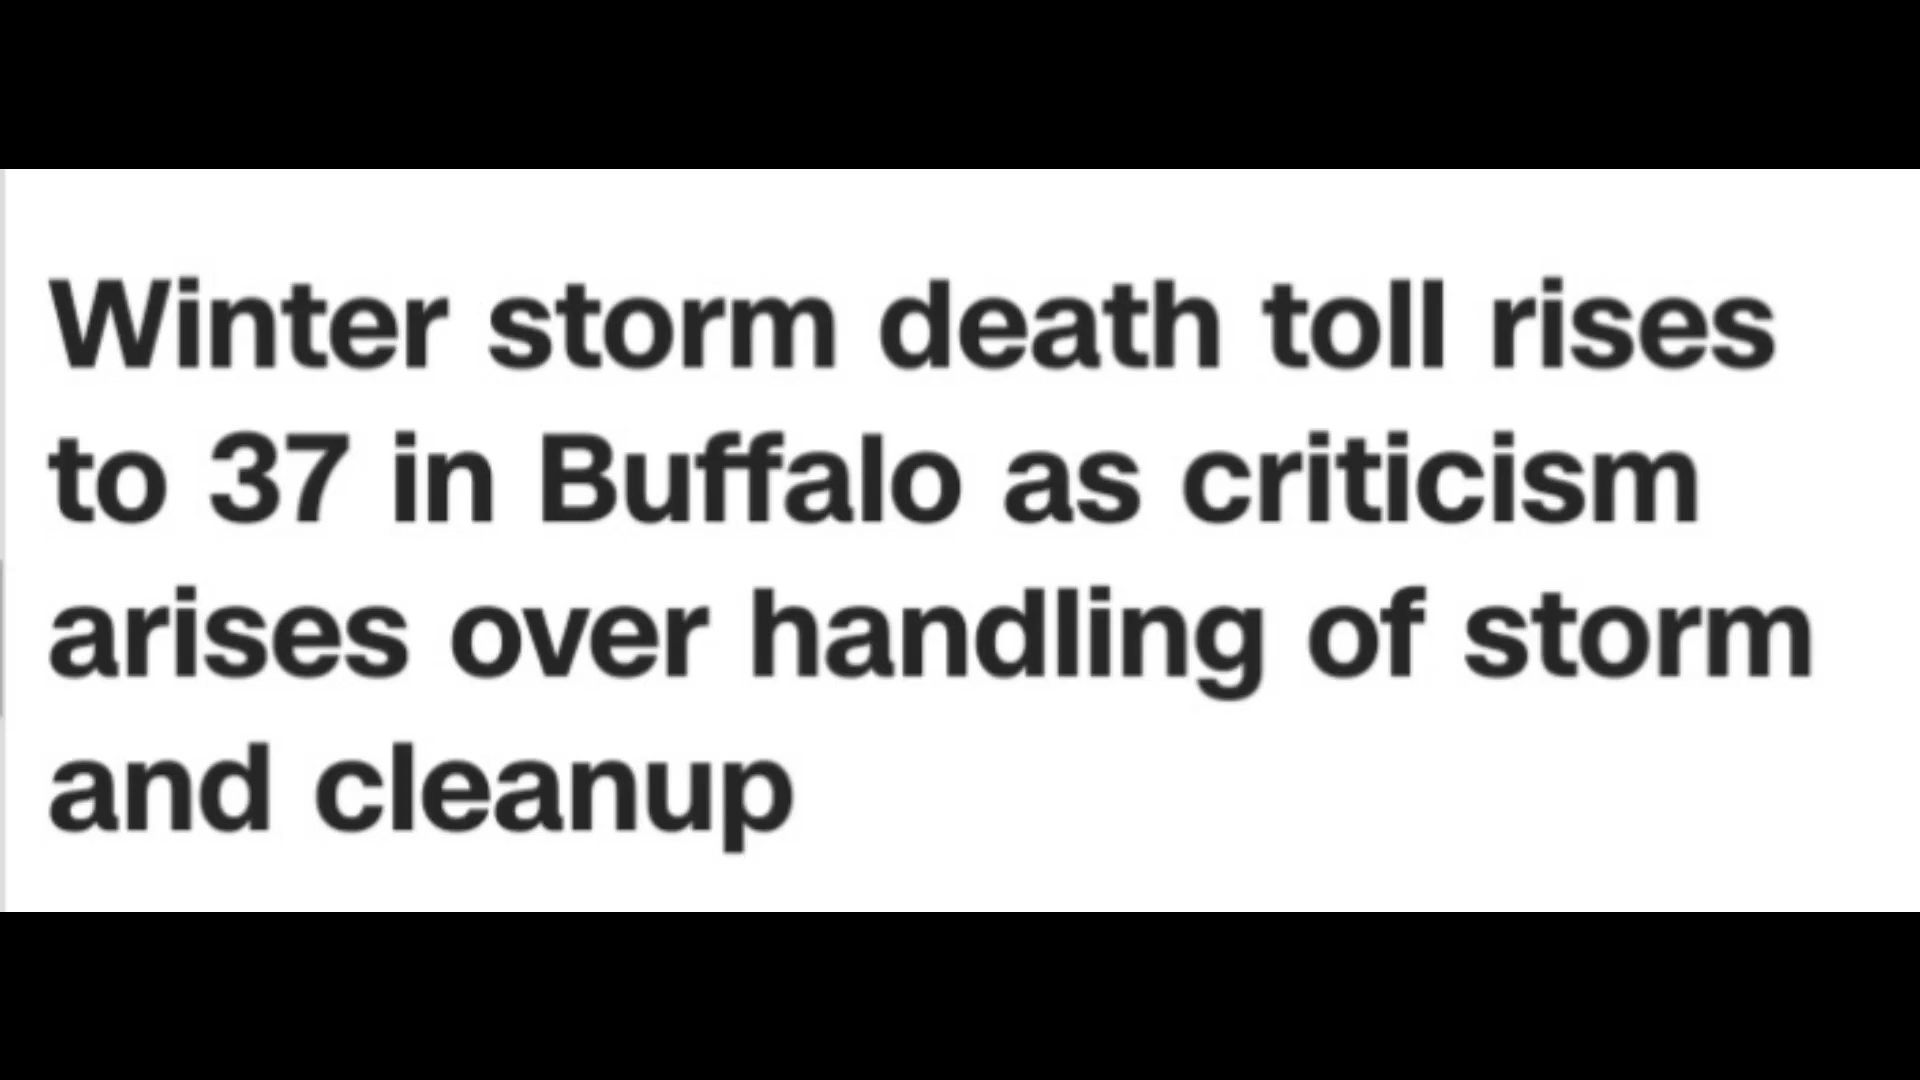 Winter storm death toll rises
to 37 in Buffalo as criticism
arises over handling of storm
and cleanup